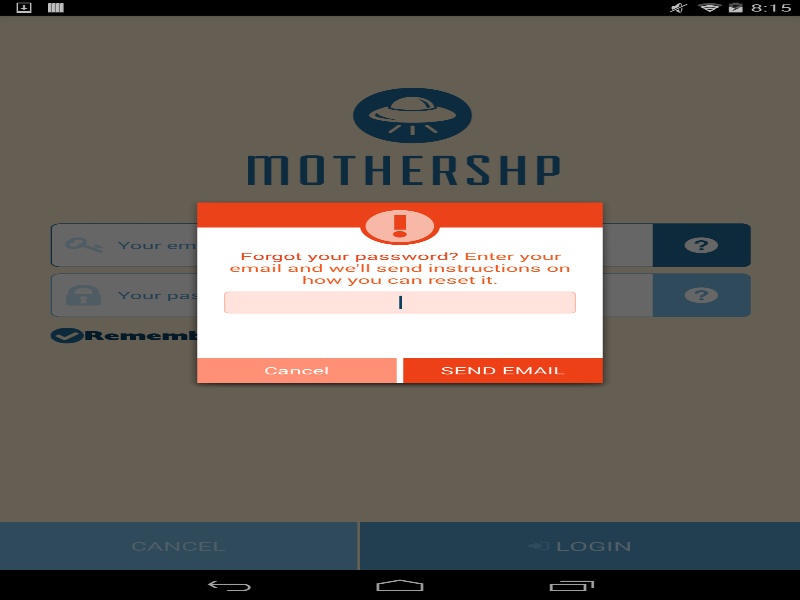 8:15
MOTHERSHP
Your em
Forgot your password? Enter your
email and we'll send instructions on
how you can reset it.
?
Your pas
?
Rememb
Cancel
SEND EMAIL
CANCEL
LOGIN